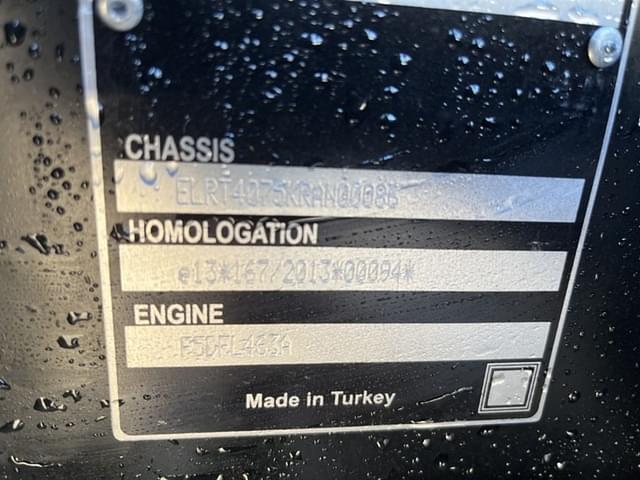 CHASSIS
HOMOLOGATION
e13*167/2013*00094*
ENGINE
Made in Turkey